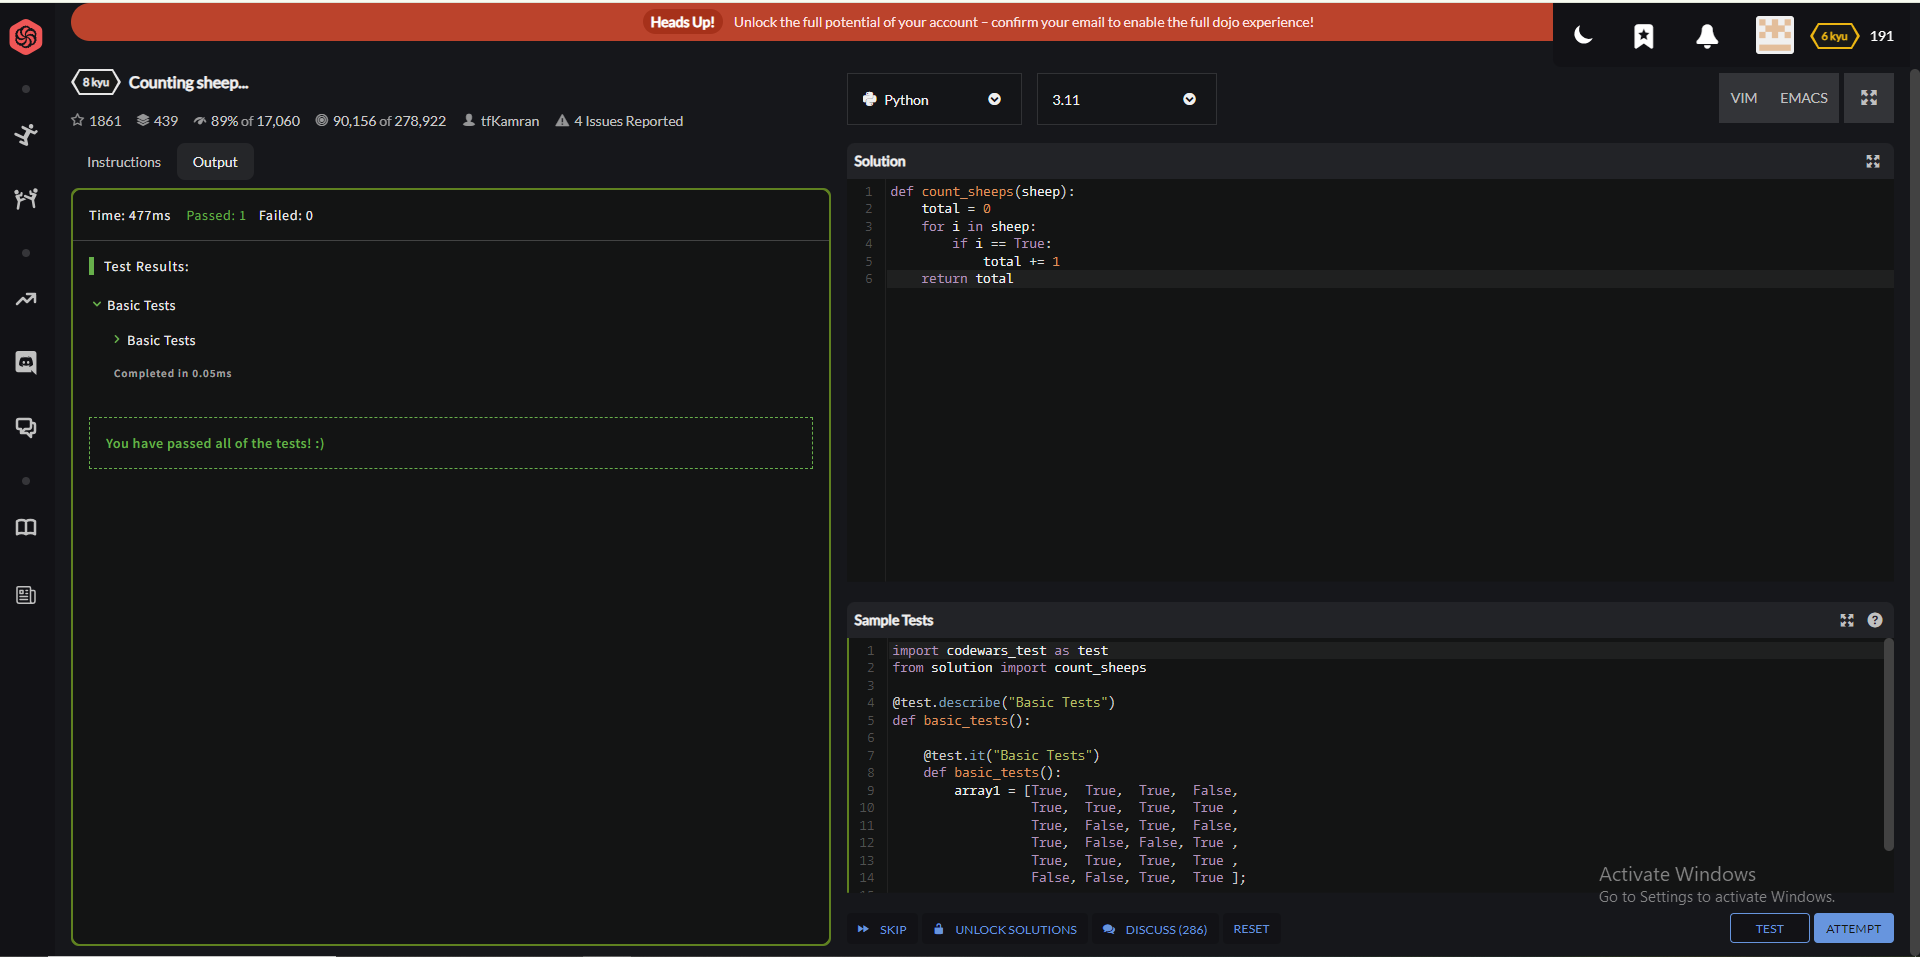 Heads Up! Unlock the full potential of your account – confirm your email to enable the full dojo experience!
6 kyu 191
8 kyu Counting sheep...
1861 439 89% of 17,060 90,156 of 278,922 tfKamran 4 Issues Reported
Python 3.11 VIM EMACS
Instructions Output
Time: 477ms Passed: 1 Failed: 0
Test Results:
Basic Tests
Basic Tests
Completed in 0.05ms
You have passed all of the tests! :)
Solution
1 def count_sheeps(sheep):
2     total = 0
3     for i in sheep:
4         if i == True:
5             total += 1
6     return total
Sample Tests
1 import codewars_test as test
2 from solution import count_sheeps
3
4 @test.describe("Basic Tests")
5 def basic_tests():
6
7     @test.it("Basic Tests")
8     def basic_tests():
9         array1 = [True,  True,  True,  False,
10                   True,  True,  True,  True ,
11                   True,  False, True,  False,
12                   True,  False, False, True ,
13                   True,  True,  True,  True ,
14                   False, False, True,  True ];
Activate Windows
Go to Settings to activate Windows.
SKIP UNLOCK SOLUTIONS DISCUSS (286) RESET TEST ATTEMPT